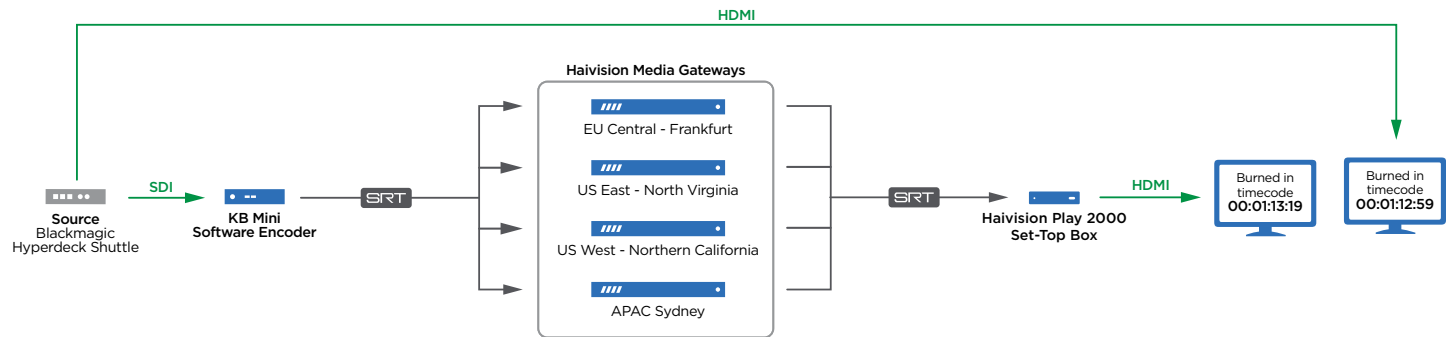 HDMI
Haivision Media Gateways
EU Central - Frankfurt
US East - North Virginia
US West - Northern California
APAC Sydney
SDI
SRT
SRT
HDMI
Source
Blackmagic
Hyperdeck Shuttle
KB Mini
Software Encoder
Haivision Play 2000
Set-Top Box
Burned in
timecode
00:01:13:19
Burned in
timecode
00:01:12:59